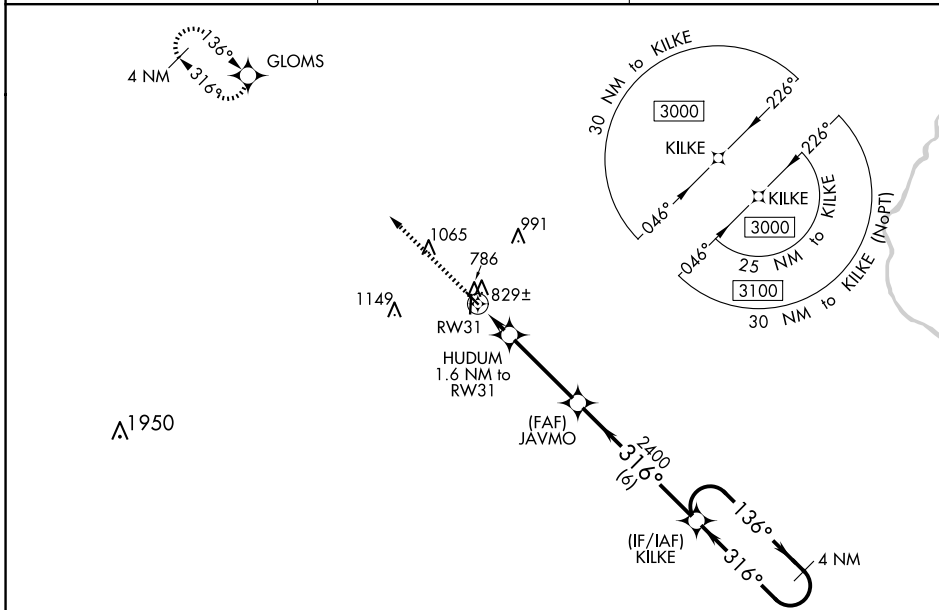 136°
GLOMS
4 NM
316°
30 NM to KILKE
3000
226°
KILKE
046°
226°
KILKE
046°
3000
25 NM to KILKE
3100
30 NM to KILKE (NoPT)
1065
991
786
829±
1149
RW31
HUDUM
1.6 NM to
RW31
(FAF)
JAVMO
1950
2400
316°
(6)
136°
(IF/IAF)
KILKE
316°
4 NM